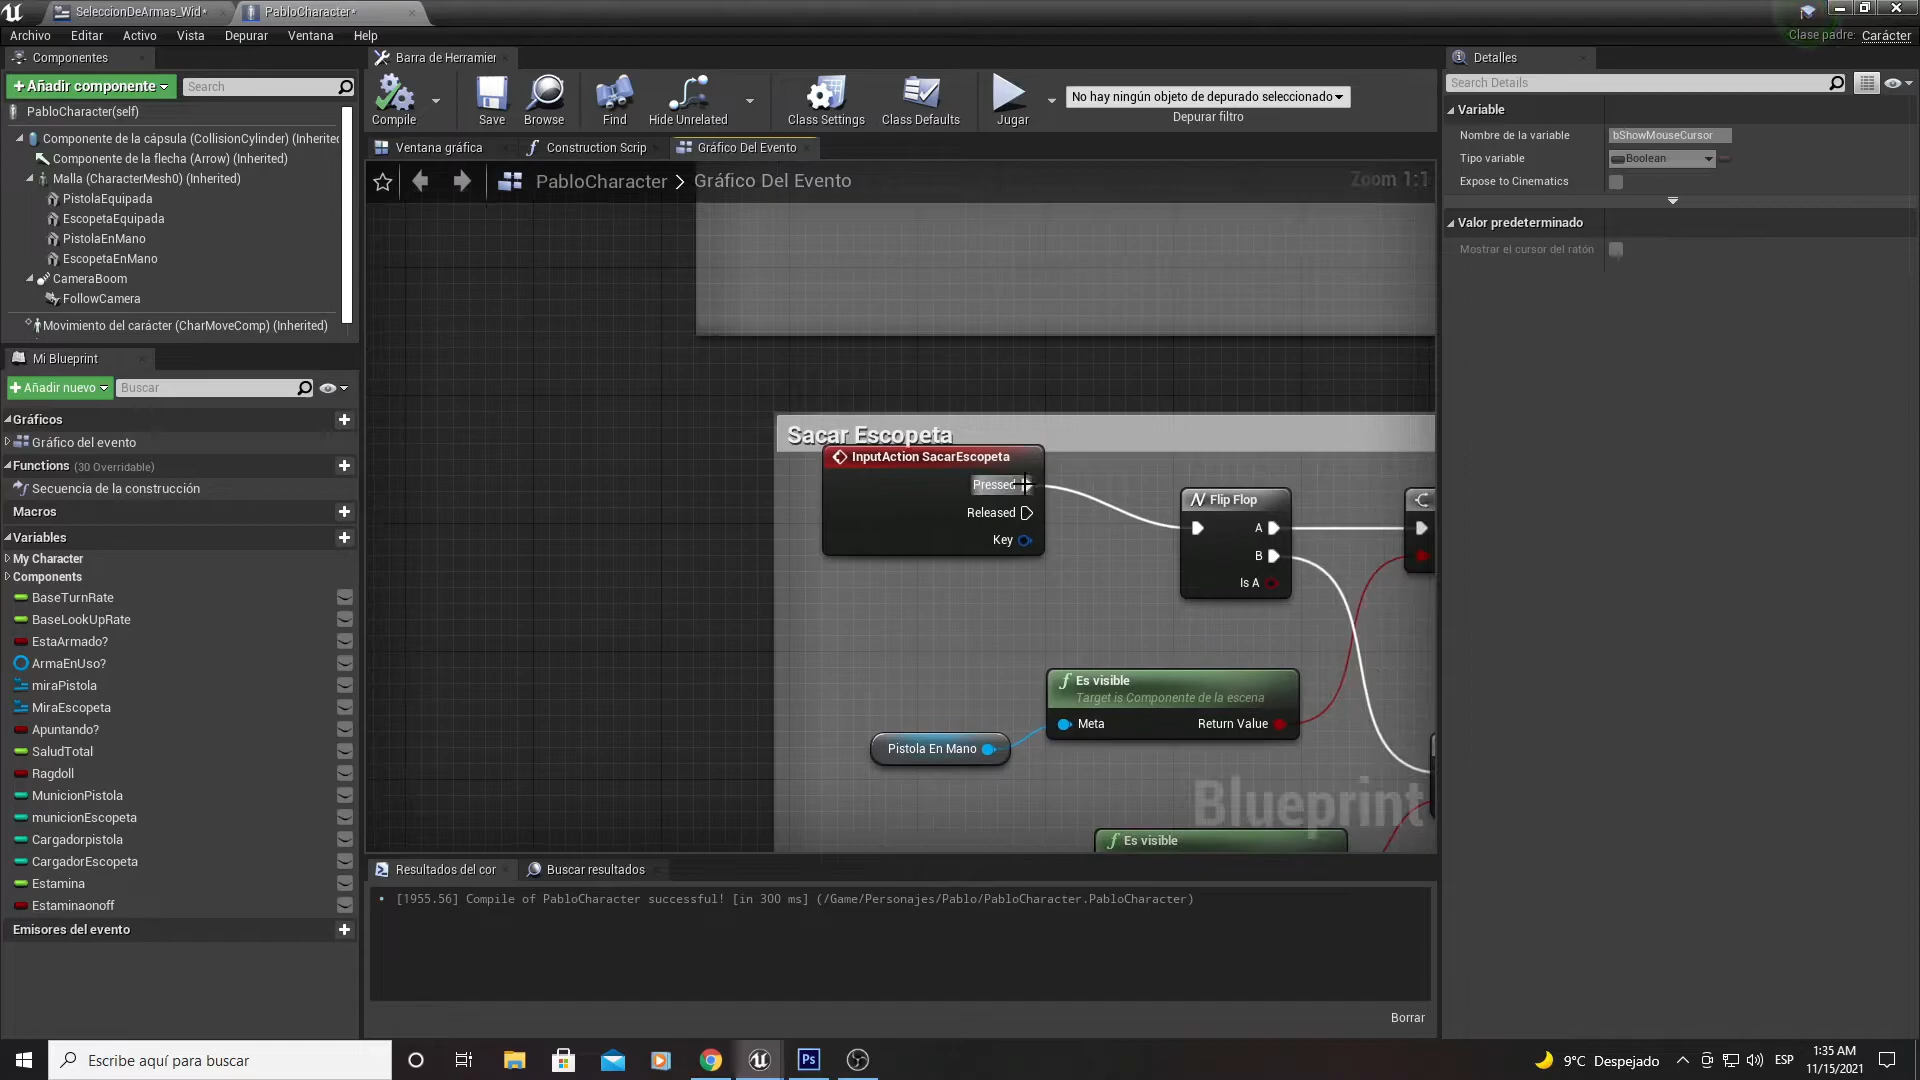 SeleccionDeArmas_Wid*
PabloCharacter*
Archivo
Editar
Activo
Vista
Depurar
Ventana
Help
Clase padre:
Carácter
Componentes
Añadir componente
Search
PabloCharacter(self)
Componente de la cápsula (CollisionCylinder) (Inherited
Componente de la flecha (Arrow) (Inherited)
Malla (CharacterMesh0) (Inherited)
PistolaEquipada
EscopetaEquipada
PistolaEnMano
EscopetaEnMano
CameraBoom
FollowCamera
Movimiento del carácter (CharMoveComp) (Inherited)
Mi Blueprint
Añadir nuevo
Buscar
Gráficos
Gráfico del evento
Functions (30 Overridable)
Secuencia de la construcción
Macros
Variables
My Character
Components
BaseTurnRate
BaseLookUpRate
EstaArmado?
ArmaEnUso?
miraPistola
MiraEscopeta
Apuntando?
SaludTotal
Ragdoll
MunicionPistola
municionEscopeta
Cargadorpistola
CargadorEscopeta
Estamina
Estaminaonoff
Emisores del evento
Barra de Herramier
Compile
Save
Browse
Find
Hide Unrelated
Class Settings
Class Defaults
Jugar
No hay ningún objeto de depurado seleccionado
Depurar filtro
Ventana gráfica
Construction Scrip
Gráfico Del Evento
PabloCharacter > Gráfico Del Evento
Zoom 1:1
Sacar Escopeta
InputAction SacarEscopeta
Pressed
Released
Key
Flip Flop
A
B
Is A
Es visible
Target is Componente de la escena
Meta
Return Value
Pistola En Mano
Es visible
Blueprint
Resultados del cor
Buscar resultados
[1955.56] Compile of PabloCharacter successful! [in 300 ms] (/Game/Personajes/Pablo/PabloCharacter.PabloCharacter)
Borrar
Detalles
Search Details
Variable
Nombre de la variable
bShowMouseCursor
Tipo variable
Boolean
Expose to Cinematics
Valor predeterminado
Mostrar el cursor del ratón
Escribe aquí para buscar
Ps
9°C Despejado
ESP
1:35 AM
11/15/2021